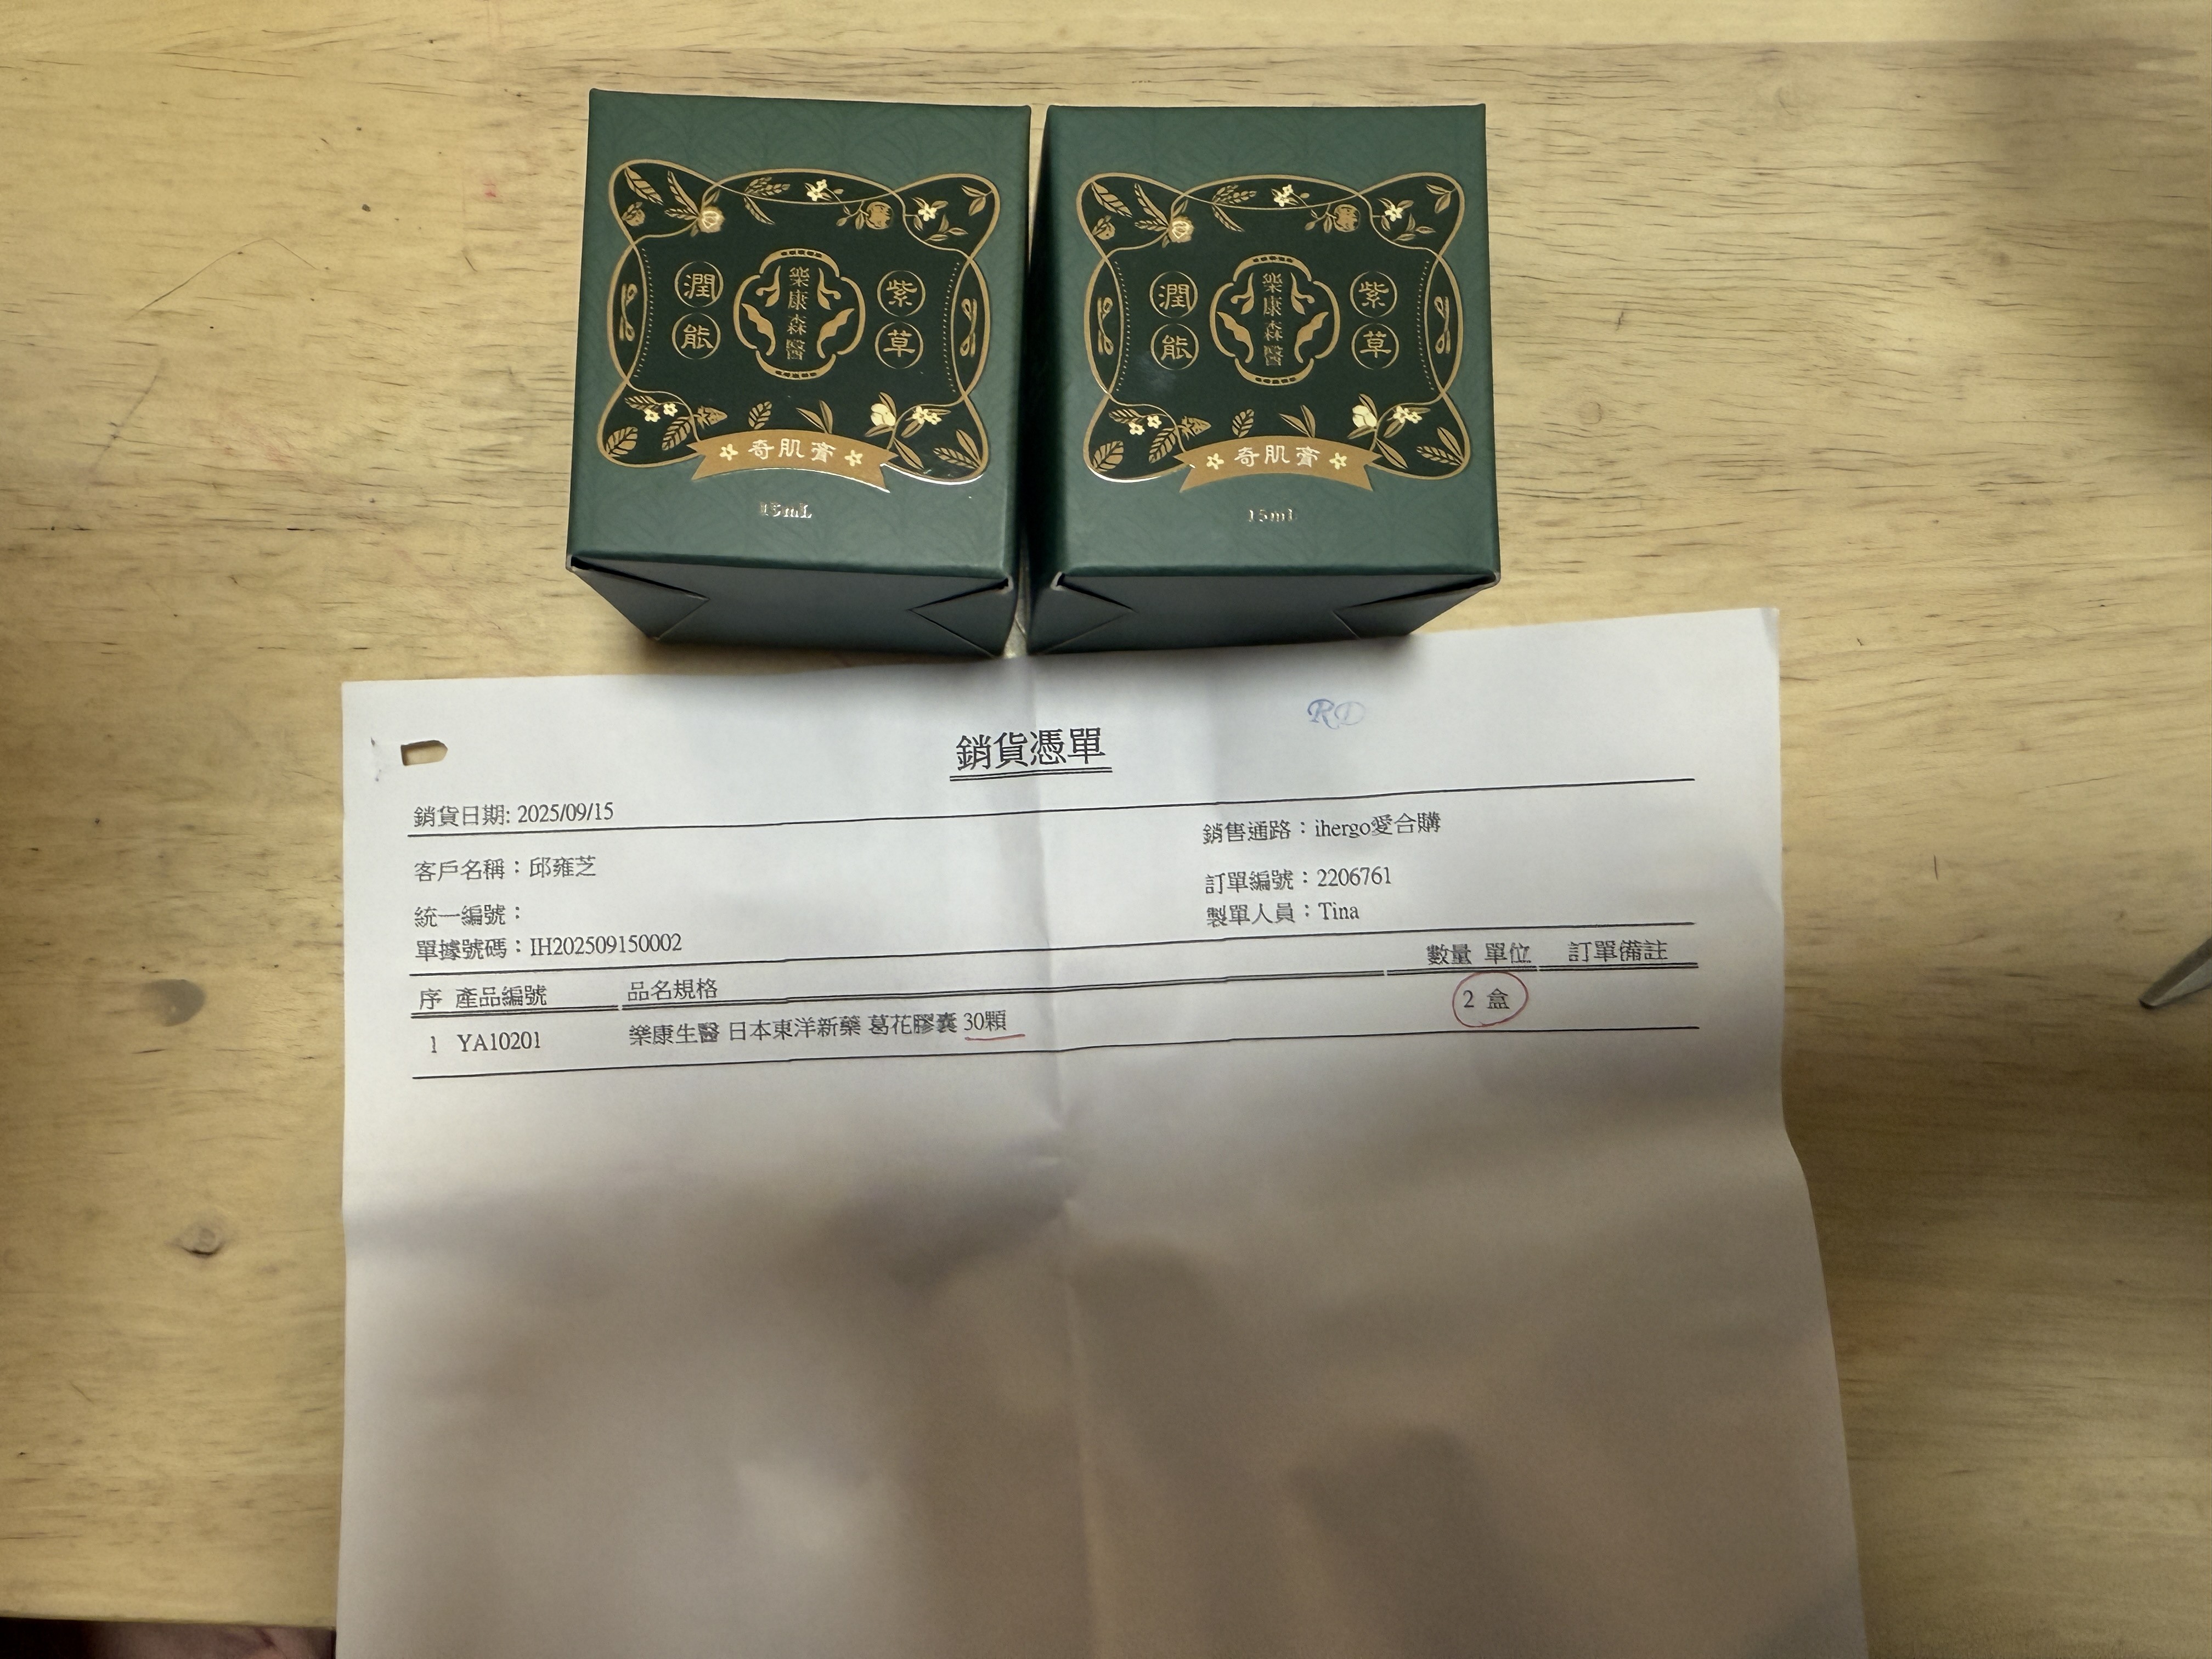 紫草
潤能
樂康森醫
奇肌膏
15mL
紫草
潤能
樂康森醫
奇肌膏
15mL
RD
銷貨憑單
銷貨日期: 2025/09/15
銷售通路：ihergo愛合購
客戶名稱：邱雍芝
訂單編號：2206761
統一編號：
製單人員：Tina
單據號碼：IH202509150002
序 產品編號 品名規格 數量 單位 訂單備註
1 YA10201 樂康生醫 日本東洋新藥 葛花膠囊 30顆 2 盒